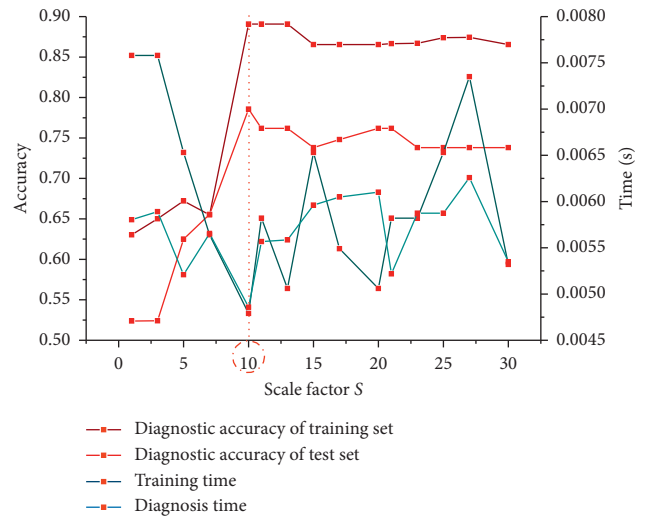 0.90
0.85
0.80
0.75
0.70
0.65
0.60
0.55
0.50
Accuracy
0.0080
0.0075
0.0070
0.0065
0.0060
0.0055
0.0050
0.0045
Time (s)
0 5 10 15 20 25 30
Scale factor S
Diagnostic accuracy of training set
Diagnostic accuracy of test set
Training time
Diagnosis time